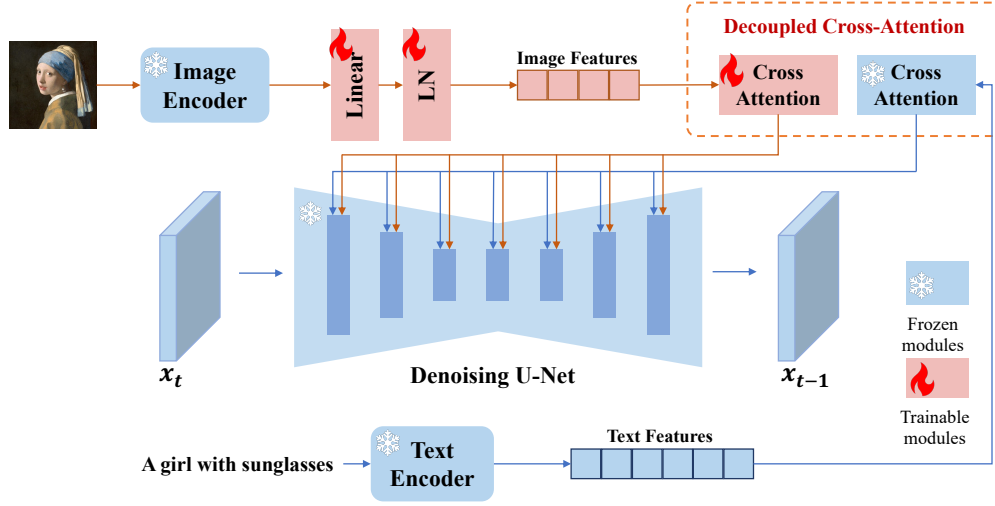 Decoupled Cross-Attention
Image
Encoder
Linear
LN
Image Features
Cross
Attention
Cross
Attention
x_t
Denoising U-Net
x_{t−1}
Frozen
modules
Trainable
modules
A girl with sunglasses
Text
Encoder
Text Features